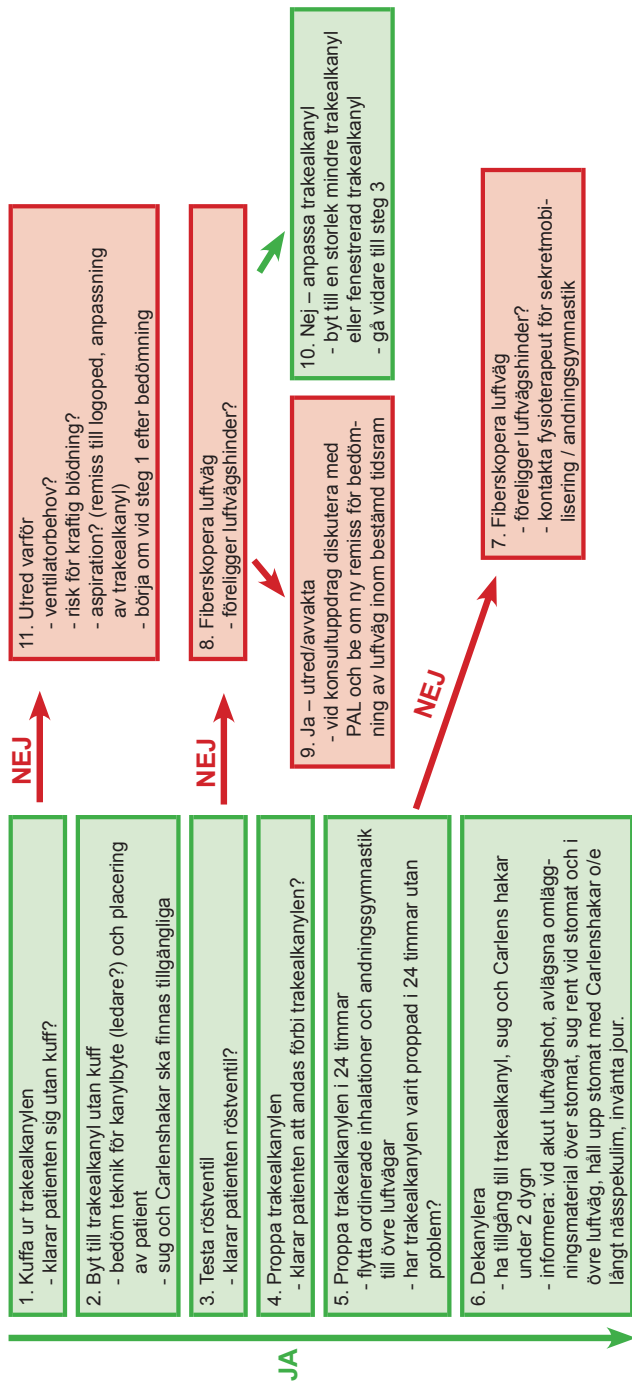 JA
1. Kuffa ur trakealkanylen
- klarar patienten sig utan kuff?
2. Byt till trakealkanyl utan kuff
- bedöm teknik för kanylbyte (ledare?) och placering
av patient
- sug och Carlenshakar ska finnas tillgängliga
3. Testa röstventil
- klarar patienten röstventil?
4. Proppa trakealkanylen
- klarar patienten att andas förbi trakealkanylen?
5. Proppa trakealkanylen i 24 timmar
- flytta ordinerade inhalationer och andningsgymnastik
till övre luftvägar
- har trakealkanylen varit proppad i 24 timmar utan
problem?
6. Dekanylera
- ha tillgång till trakealkanyl, sug och Carlens hakar
under 2 dygn
- informera: vid akut luftvägshot, avlägsna omlägg-
ningsmaterial över stomat, sug rent vid stomat och i
övre luftväg, håll upp stomat med Carlenshakar o/e
långt nässpekulim, invänta jour.
NEJ
11. Utred varför
- ventilatorbehov?
- risk för kraftig blödning?
- aspiration? (remiss till logoped, anpassning
av trakealkanyl)
- börja om vid steg 1 efter bedömning
NEJ
8. Fiberskopera luftväg
- föreligger luftvägshinder?
9. Ja – utred/avvakta
- vid konsultuppdrag diskutera med
PAL och be om ny remiss för bedöm-
ning av luftväg inom bestämd tidsram
10. Nej – anpassa trakealkanyl
- byt till en storlek mindre trakealkanyl
eller fenestrerad trakealkanyl
- gå vidare till steg 3
NEJ
7. Fiberskopera luftväg
- föreligger luftvägshinder?
- kontakta fysioterapeut för sekretmobi-
lisering / andningsgymnastik